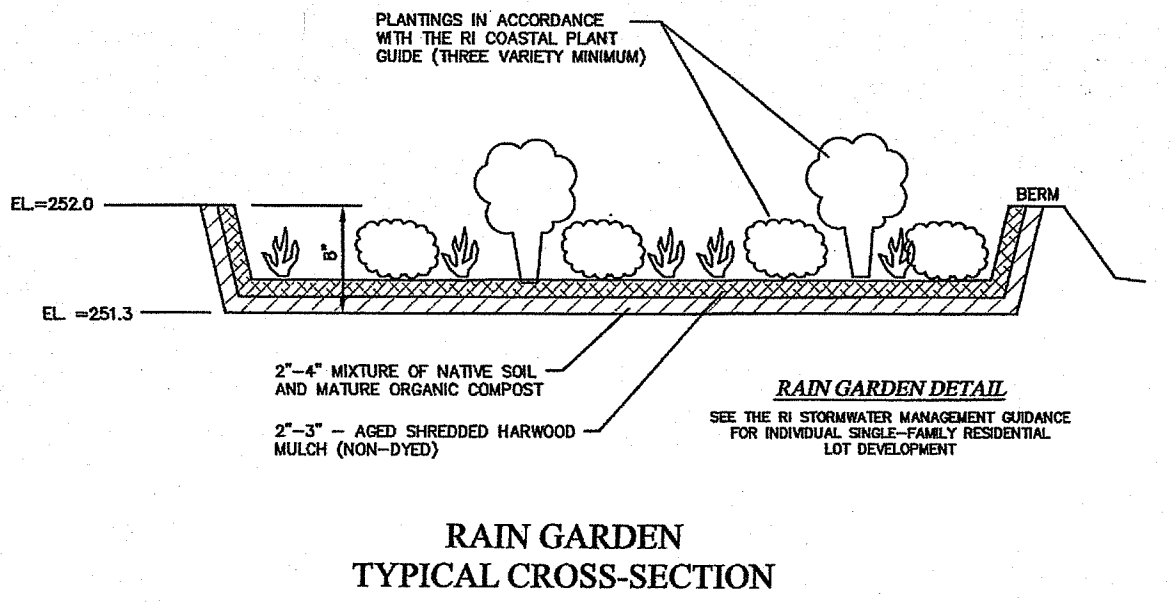 PLANTINGS IN ACCORDANCE
WITH THE RI COASTAL PLANT
GUIDE (THREE VARIETY MINIMUM)
EL.=252.0
BERM
8"
EL. =251.3
2"-4" MIXTURE OF NATIVE SOIL
AND MATURE ORGANIC COMPOST
2"-3" - AGED SHREDDED HARWOOD
MULCH (NON-DYED)
RAIN GARDEN DETAIL
SEE THE RI STORMWATER MANAGEMENT GUIDANCE
FOR INDIVIDUAL SINGLE-FAMILY RESIDENTIAL
LOT DEVELOPMENT
RAIN GARDEN
TYPICAL CROSS-SECTION